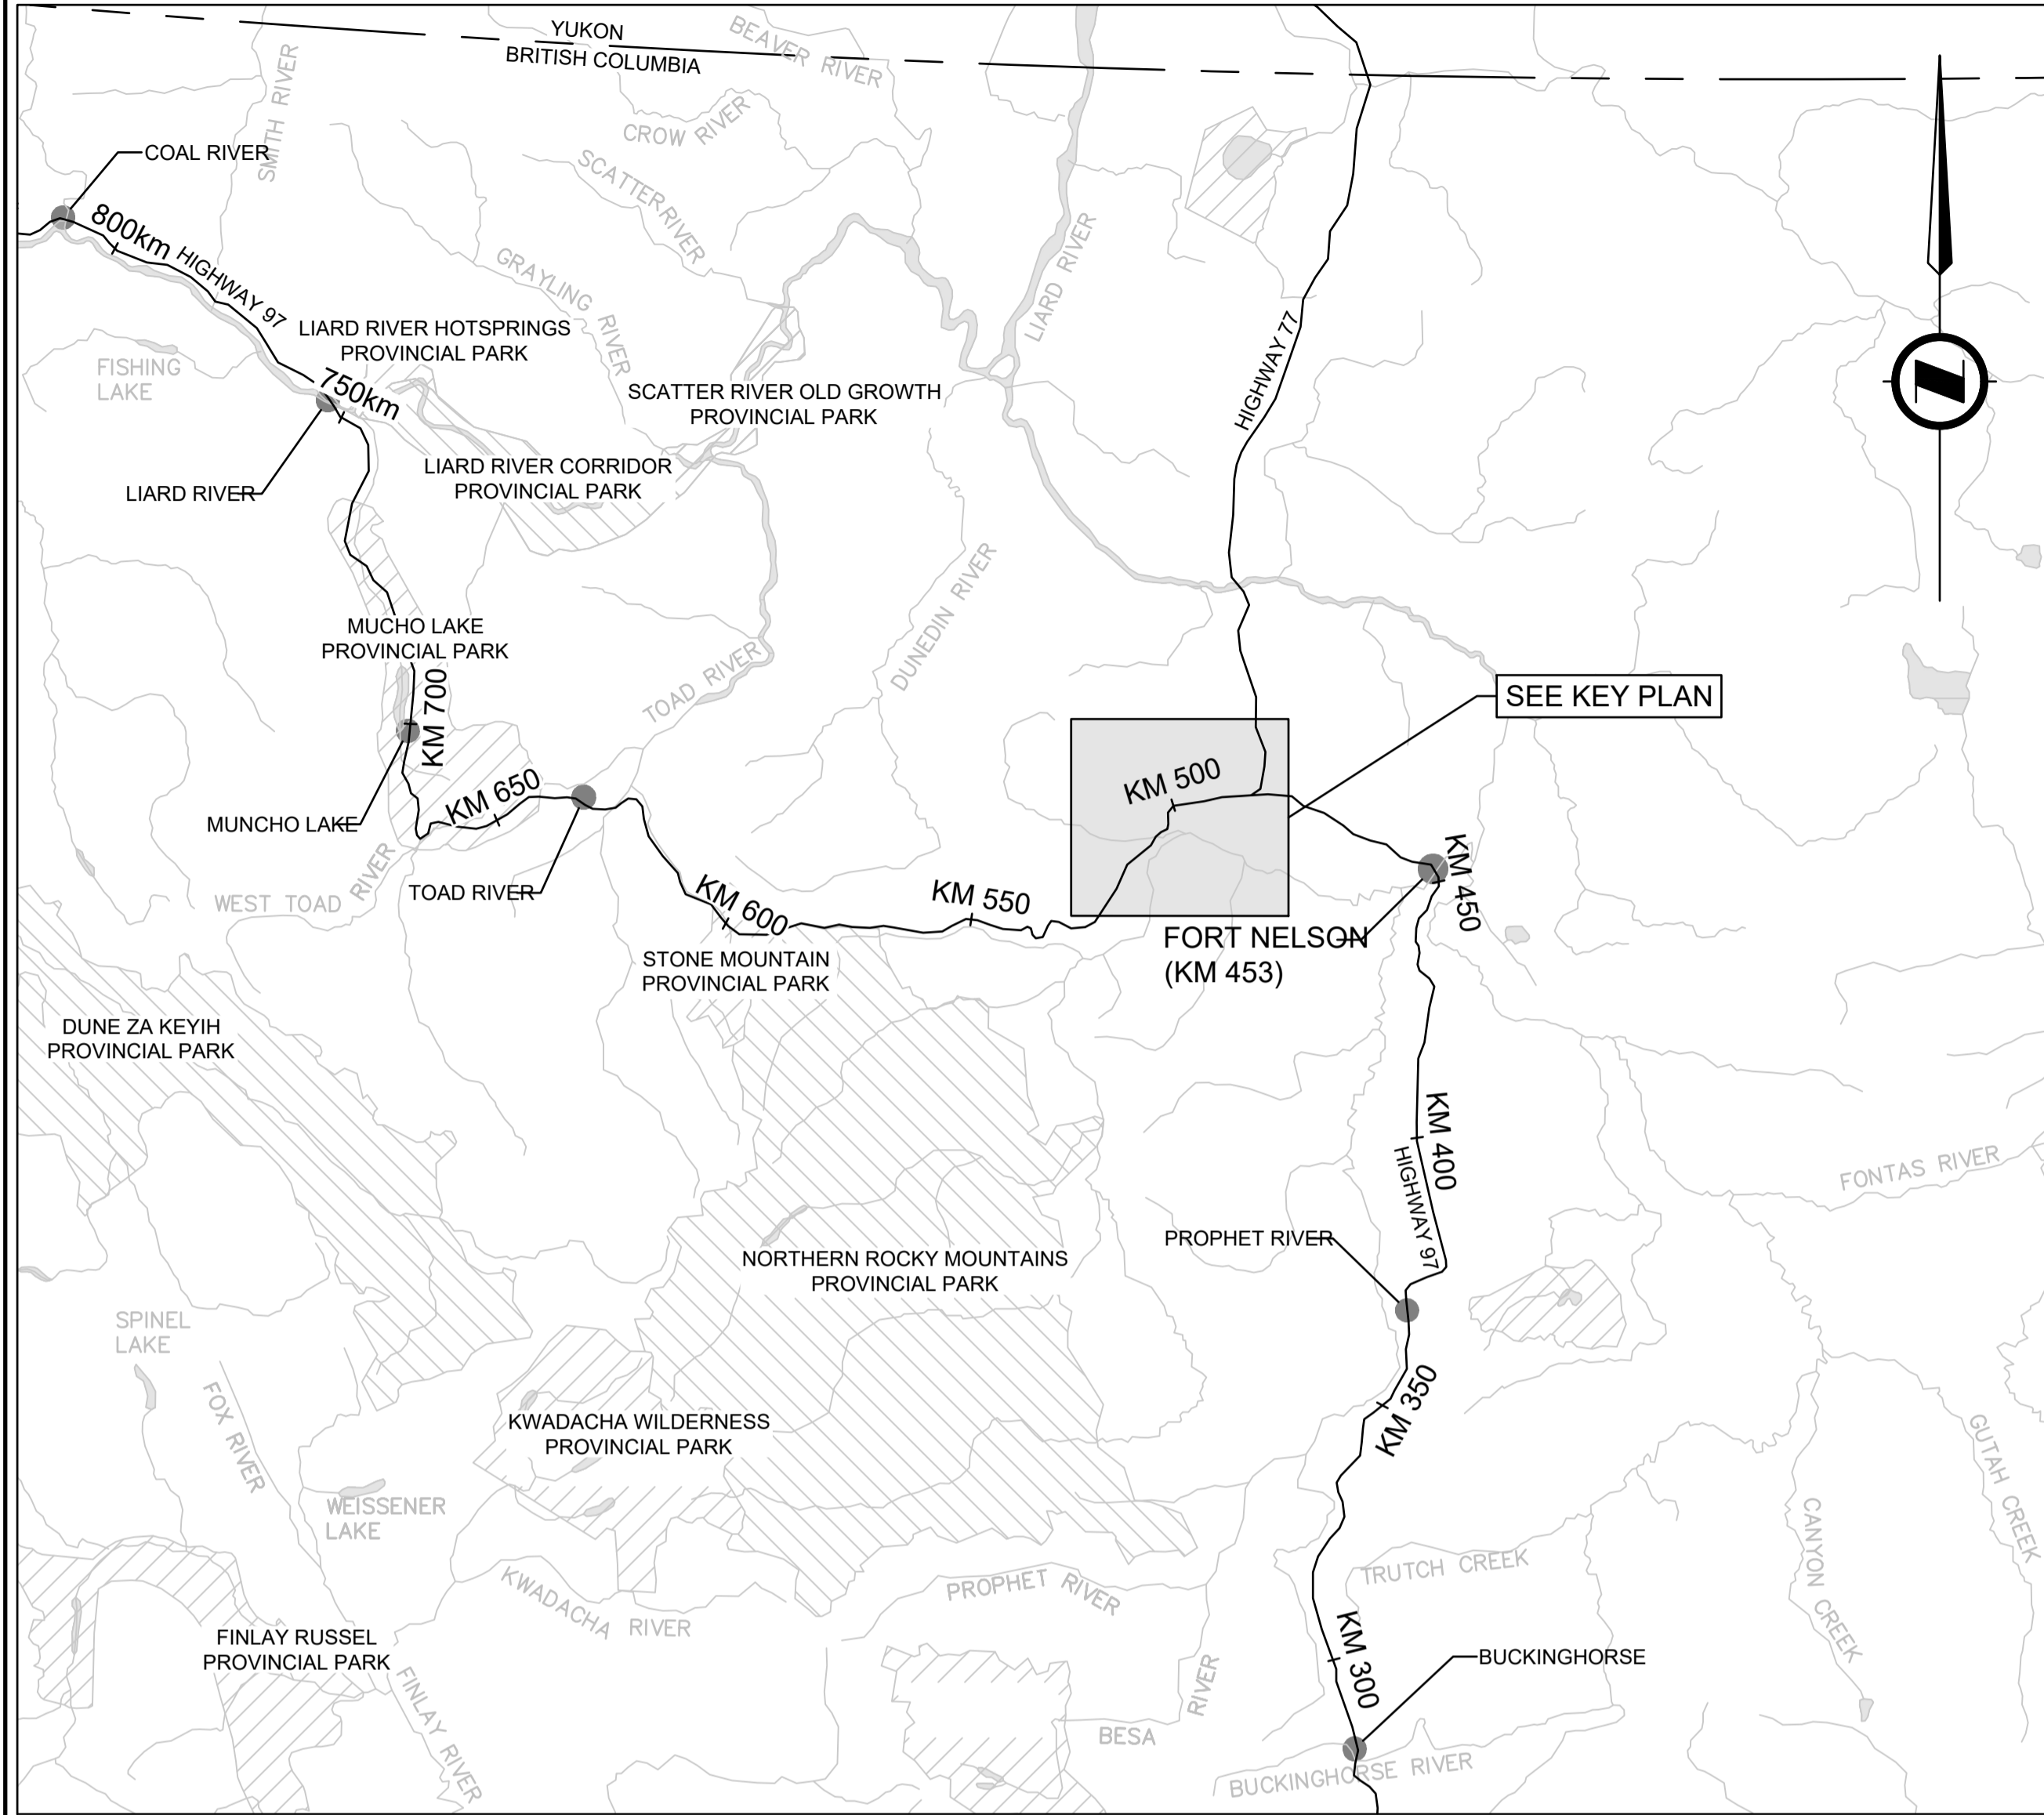 YUKON
BRITISH COLUMBIA
BEAVER RIVER
SMITH RIVER
CROW RIVER
COAL RIVER
SCATTER RIVER
800km
HIGHWAY 97
GRAYLING RIVER
LIARD RIVER
LIARD RIVER HOTSPRINGS
PROVINCIAL PARK
FISHING
LAKE
HIGHWAY 77
750km
SCATTER RIVER OLD GROWTH
PROVINCIAL PARK
LIARD RIVER CORRIDOR
PROVINCIAL PARK
LIARD RIVER
DUNEDIN RIVER
MUCHO LAKE
PROVINCIAL PARK
TOAD RIVER
KM 700
SEE KEY PLAN
KM 650
KM 500
MUNCHO LAKE
WEST TOAD RIVER
TOAD RIVER
KM 600
KM 550
KM 450
FORT NELSON
(KM 453)
STONE MOUNTAIN
PROVINCIAL PARK
DUNE ZA KEYIH
PROVINCIAL PARK
KM 400
HIGHWAY 97
FONTAS RIVER
PROPHET RIVER
NORTHERN ROCKY MOUNTAINS
PROVINCIAL PARK
SPINEL
LAKE
KM 350
FOX RIVER
KWADACHA WILDERNESS
PROVINCIAL PARK
GUTAH CREEK
WEISSENER
LAKE
CANYON CREEK
TRUTCH CREEK
KWADACHA RIVER
PROPHET RIVER
FINLAY RUSSEL
PROVINCIAL PARK
KM 300
BUCKINGHORSE
FINLAY RIVER
BESA RIVER
BUCKINGHORSE RIVER